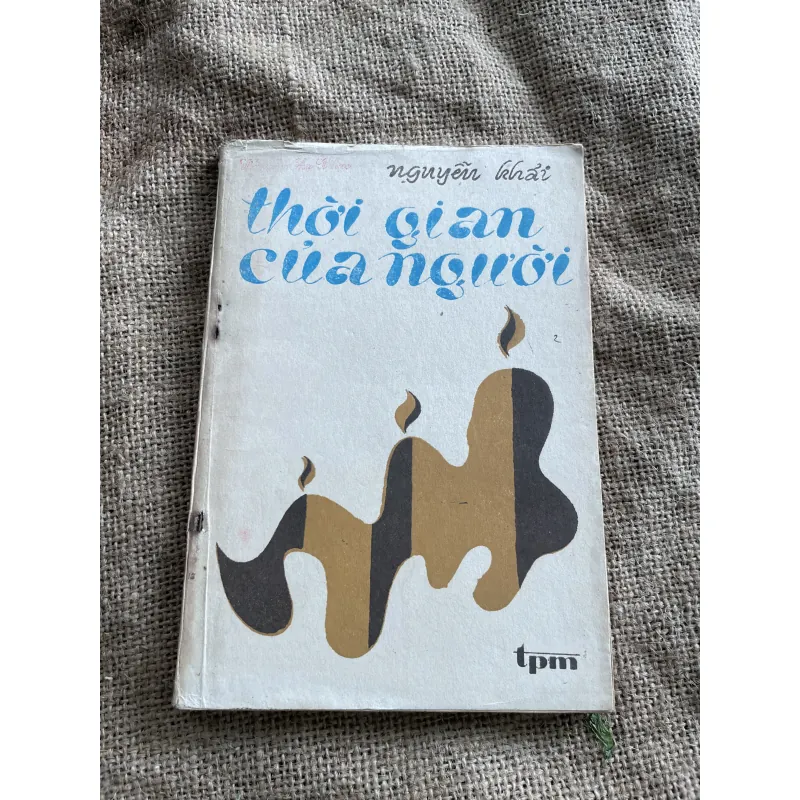 nguyễn khải
thời gian
của người
tpm